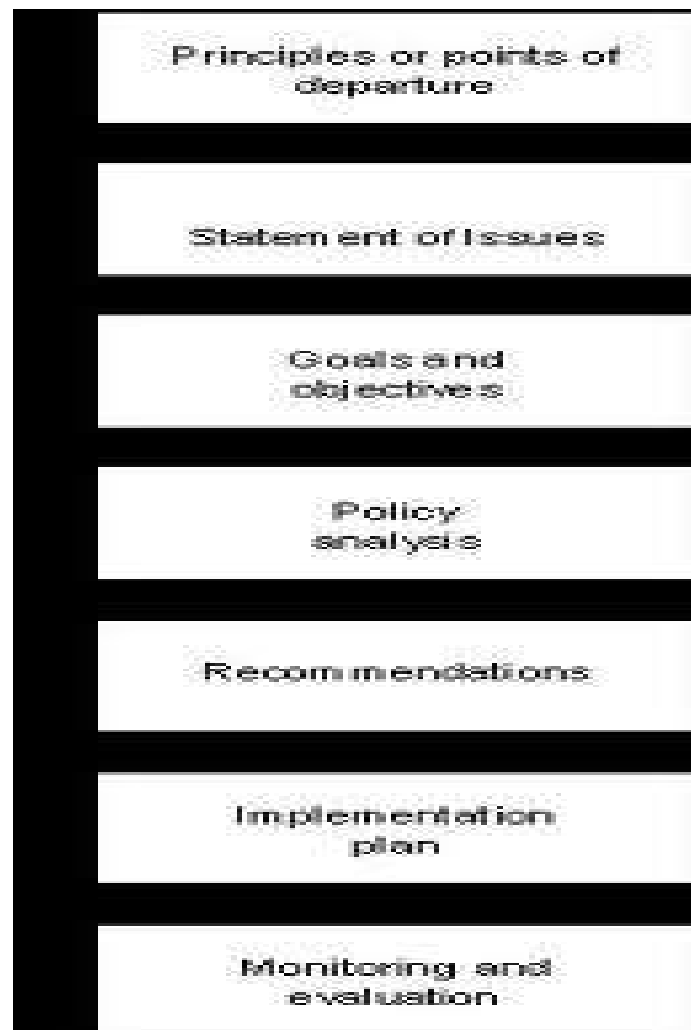 Principles or points of
departure
Statement of Issues
Goals and
objectives
Policy
analysis
Recommendations
Implementation
plan
Monitoring and
evaluation